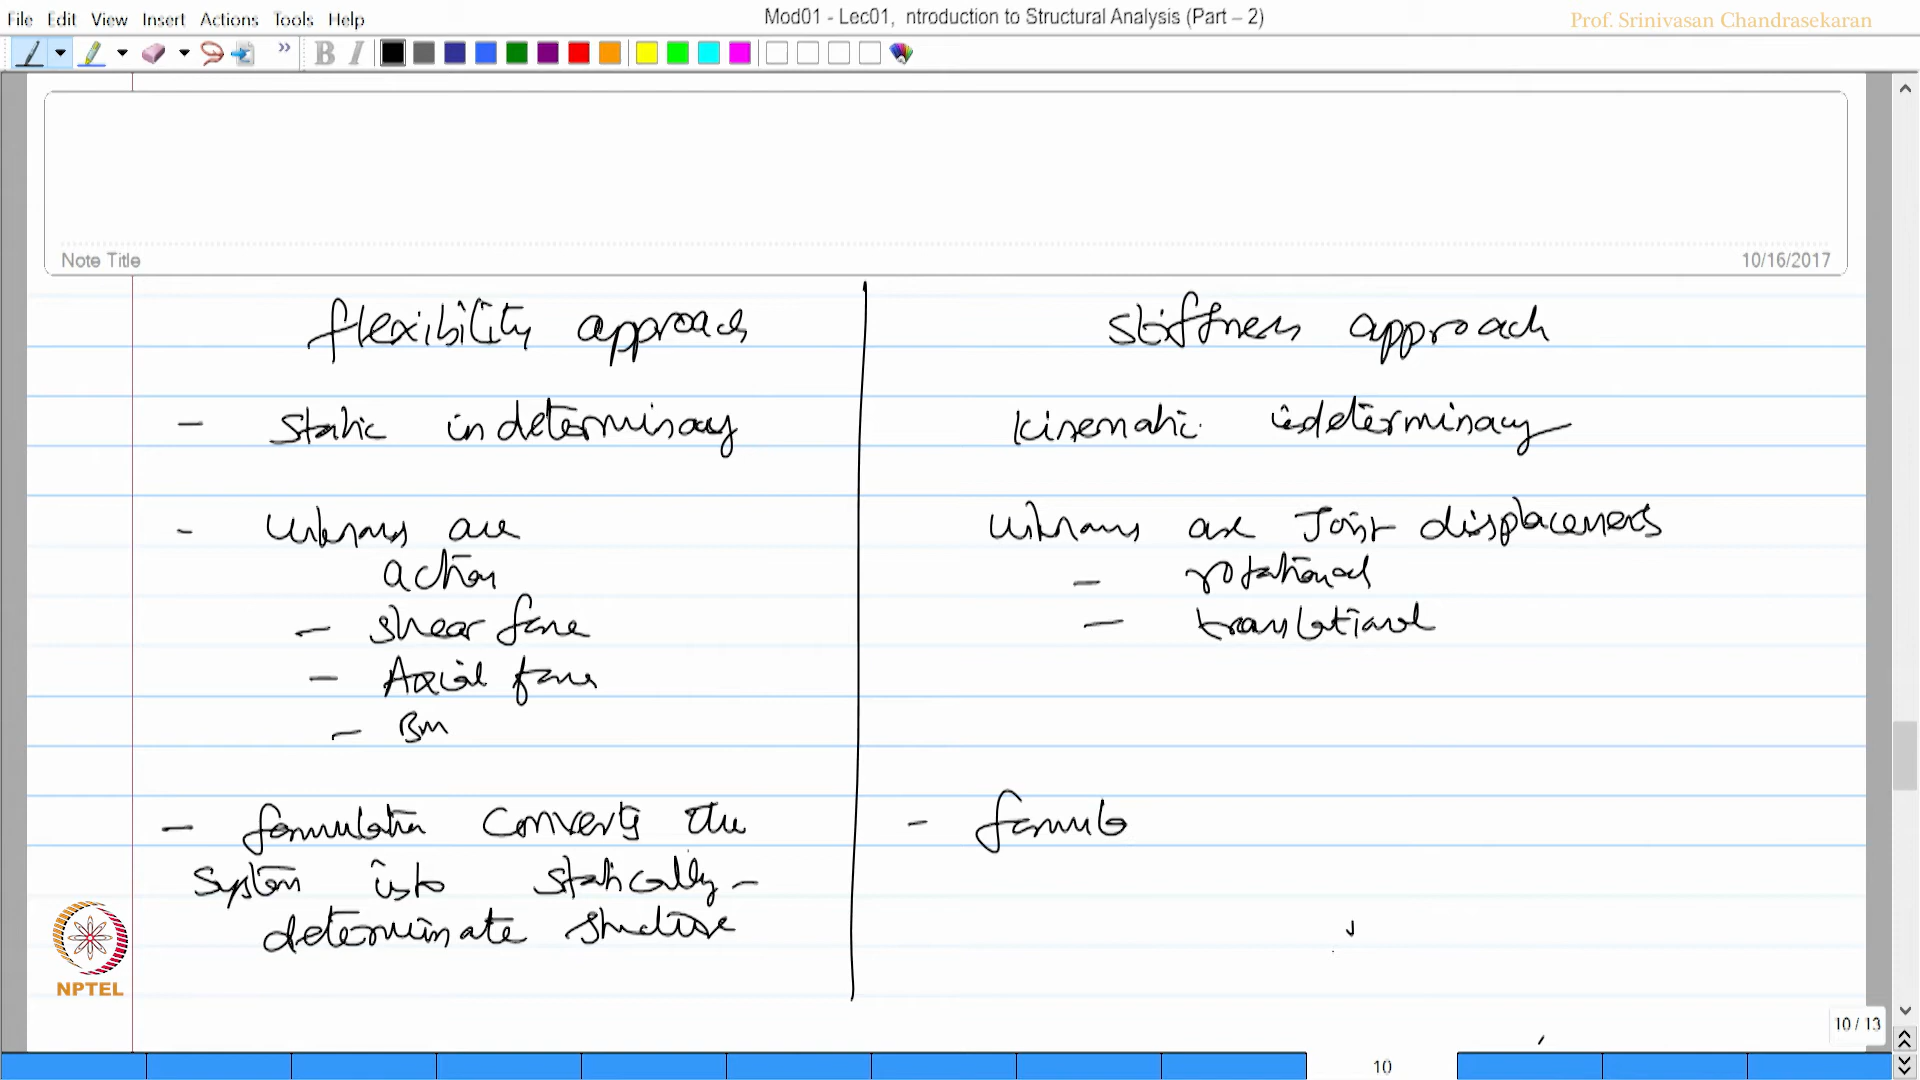 File Edit View Insert Actions Tools Help
Mod01 - Lec01, ntroduction to Structural Analysis (Part – 2)
Prof. Srinivasan Chandrasekaran
B I
Note Title
10/16/2017
flexibility approach
- Static indeterminacy
- Unknowns are
action
- Shear force
- Axial force
- BM
- formulation converts the
system into statically-
determinate structure
stiffness approach
kinematic indeterminacy
Unknowns are Joint displacements
- rotational
- translational
- formula
NPTEL
10 / 13
10